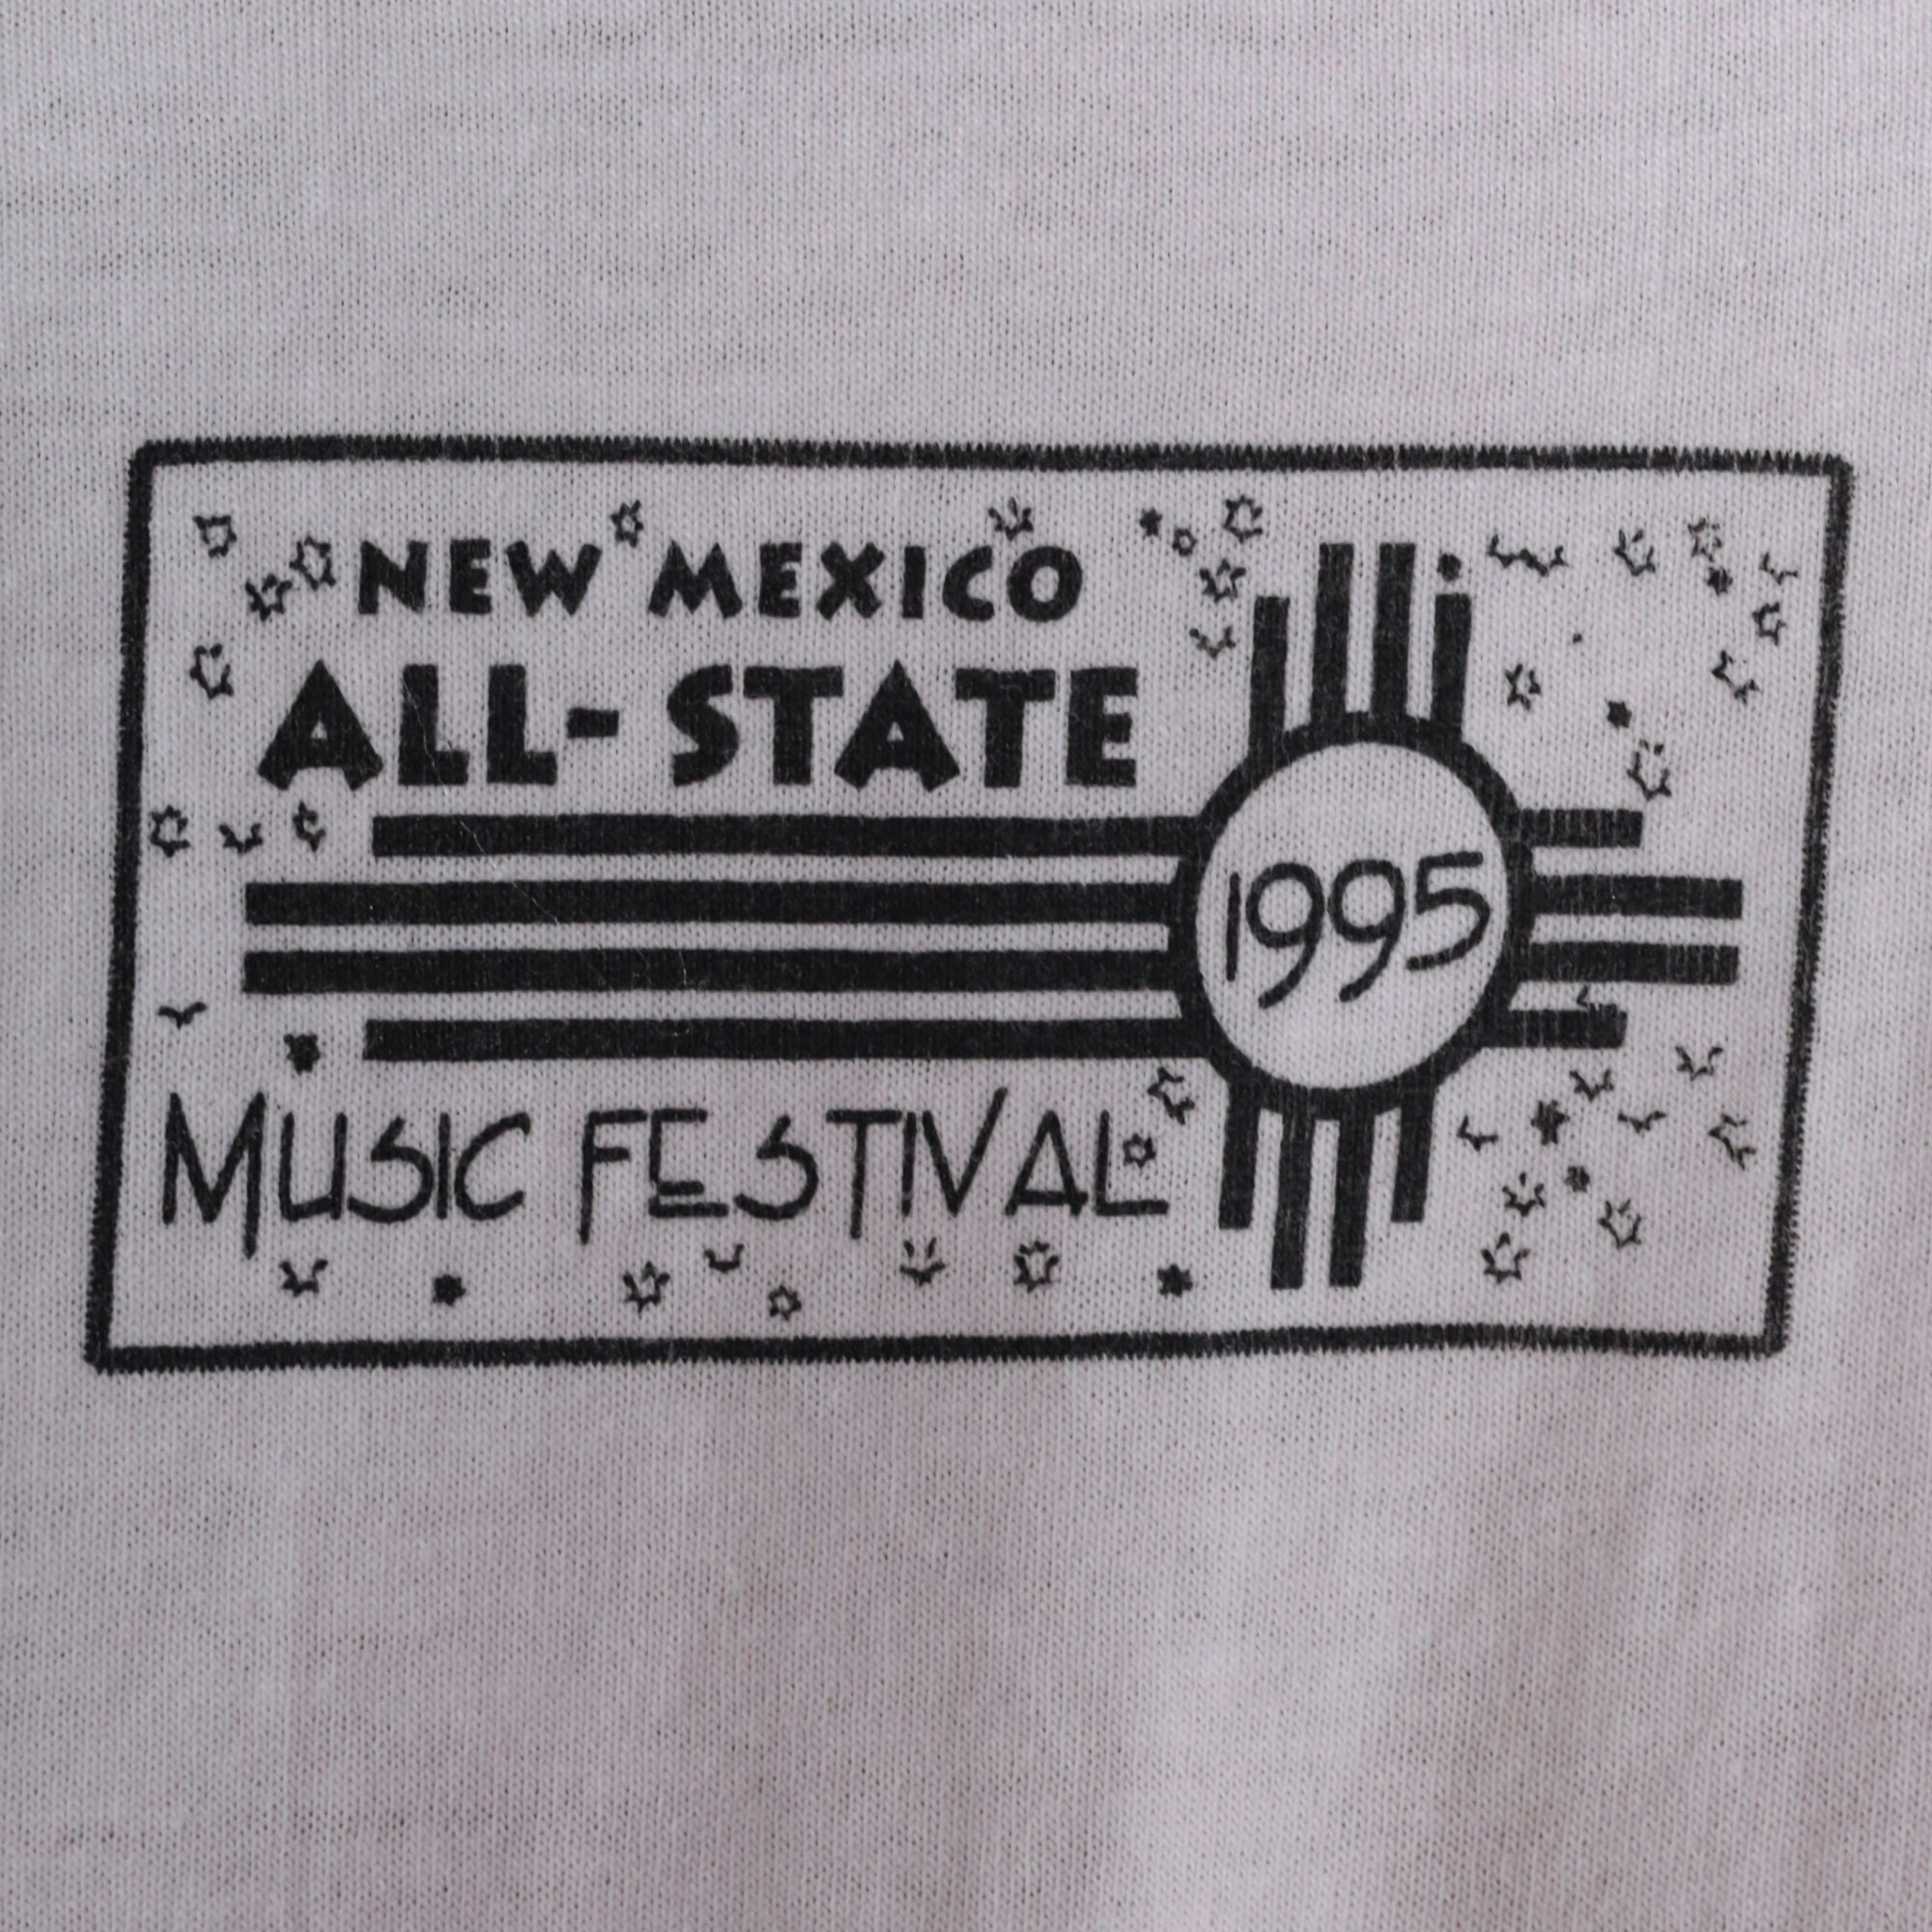 NEW MEXICO
ALL-STATE
1995
MUSIC FESTIVAL